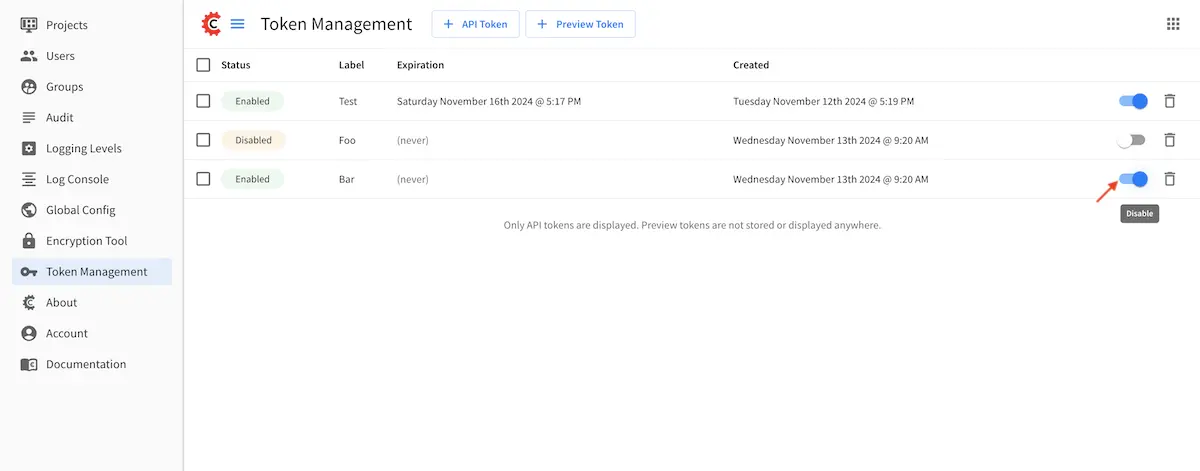 Projects
Users
Groups
Audit
Logging Levels
Log Console
Global Config
Encryption Tool
Token Management
About
Account
Documentation
Token Management + API Token + Preview Token
Status Label Expiration Created
Enabled Test Saturday November 16th 2024 @ 5:17 PM Tuesday November 12th 2024 @ 5:19 PM
Disabled Foo (never) Wednesday November 13th 2024 @ 9:20 AM
Enabled Bar (never) Wednesday November 13th 2024 @ 9:20 AM
Disable
Only API tokens are displayed. Preview tokens are not stored or displayed anywhere.